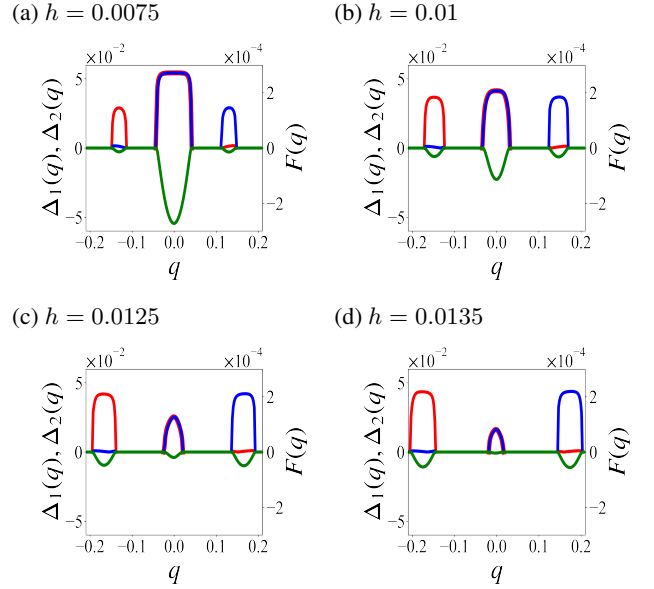 (a) h = 0.0075
×10⁻² ×10⁻⁴
Δ₁(q), Δ₂(q)
5
0
−5
2
0
−2
F(q)
−0.2 −0.1 0.0 0.1 0.2
q
(b) h = 0.01
×10⁻² ×10⁻⁴
Δ₁(q), Δ₂(q)
5
0
−5
2
0
−2
F(q)
−0.2 −0.1 0.0 0.1 0.2
q
(c) h = 0.0125
×10⁻² ×10⁻⁴
Δ₁(q), Δ₂(q)
5
0
−5
2
0
−2
F(q)
−0.2 −0.1 0.0 0.1 0.2
q
(d) h = 0.0135
×10⁻² ×10⁻⁴
Δ₁(q), Δ₂(q)
5
0
−5
2
0
−2
F(q)
−0.2 −0.1 0.0 0.1 0.2
q